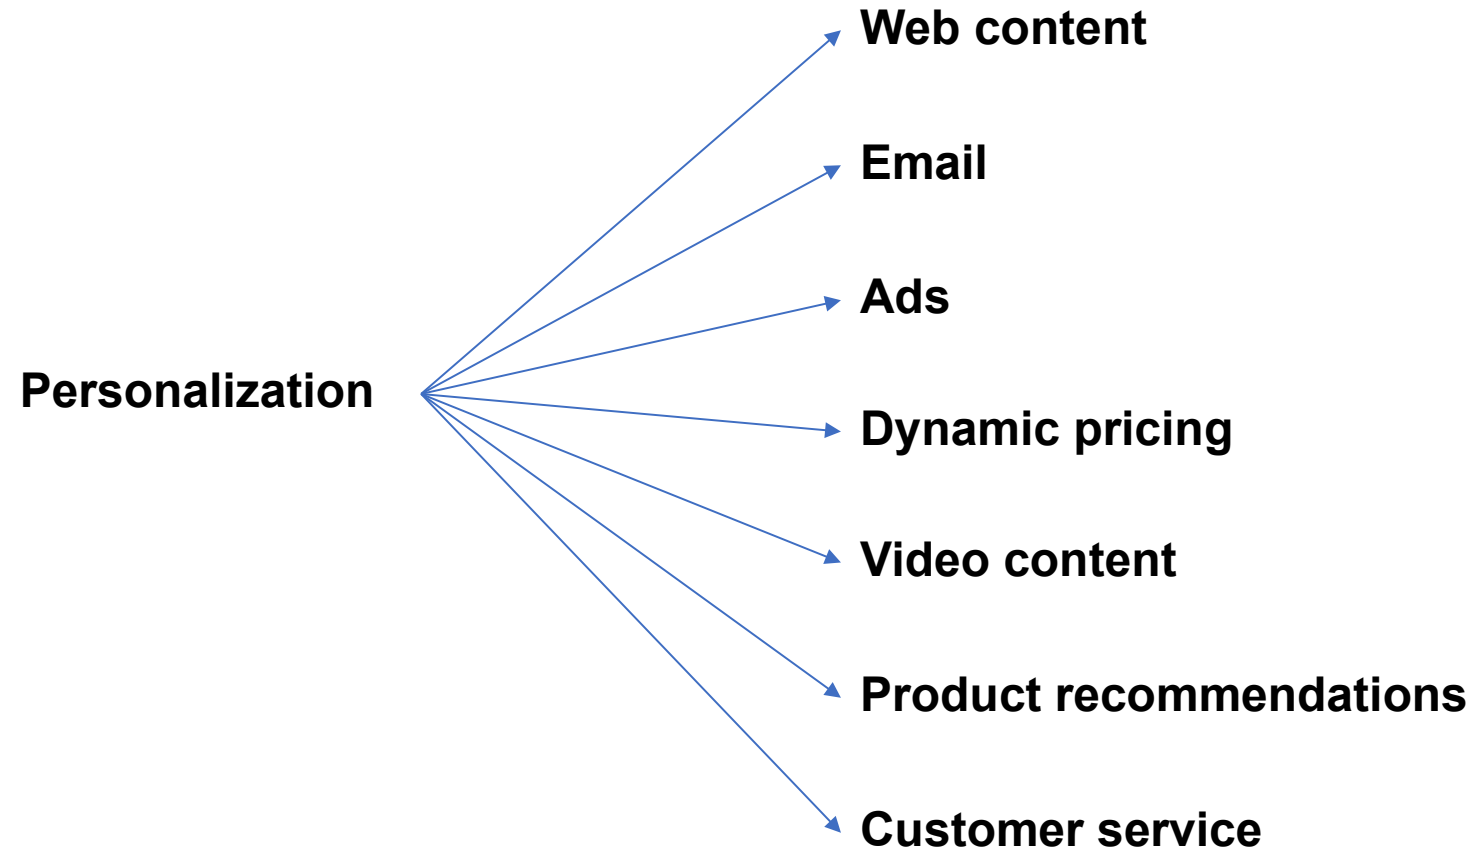 Web content
Email
Ads
Personalization
Dynamic pricing
Video content
Product recommendations
Customer service